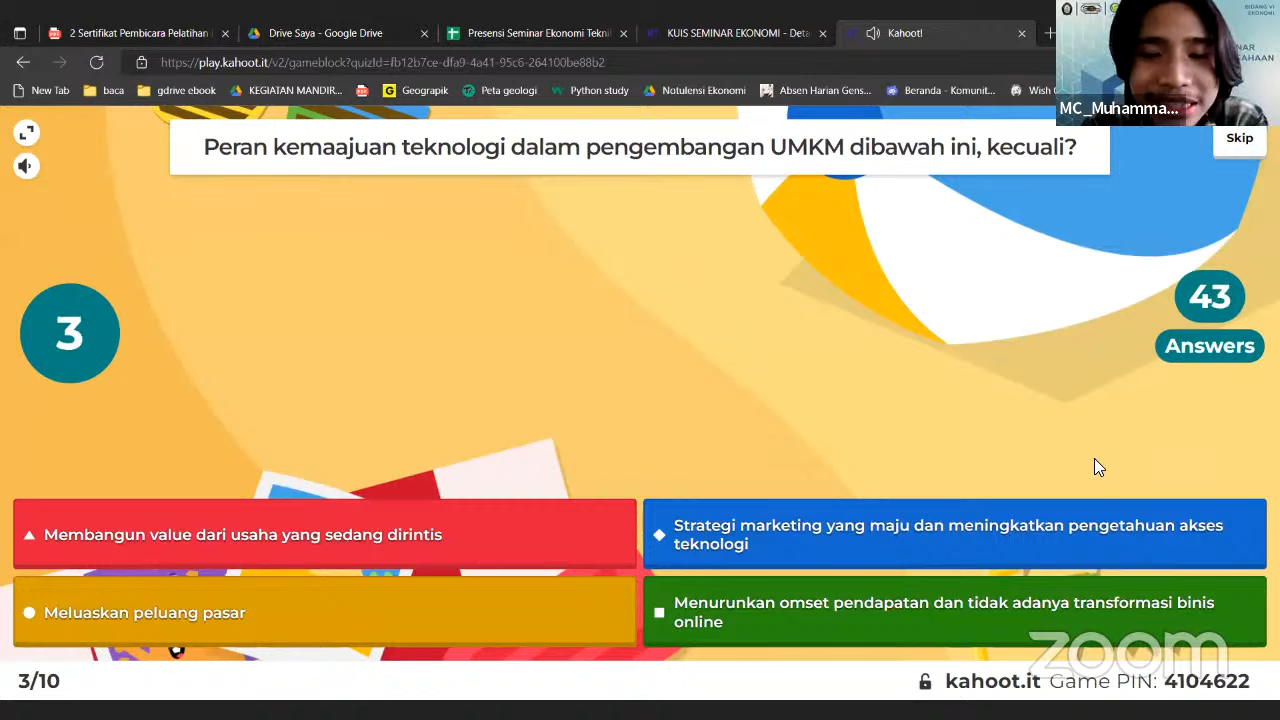 2 Sertifikat Pembicara Pelatihan
Drive Saya - Google Drive
Presensi Seminar Ekonomi Tekni
KUIS SEMINAR EKONOMI - Deta
Kahoot!
https://play.kahoot.it/v2/gameblock?quizId=fb12b7ce-dfa9-4a41-95c6-264100be88b2
New Tab
baca
gdrive ebook
KEGIATAN MANDIR...
Geograpik
Peta geologi
Python study
Notulensi Ekonomi
Absen Harian Gens...
Beranda - Komunit...
Wish
BIDANG VI
EKONOMI
MC_Muhamma...
Peran kemaajuan teknologi dalam pengembangan UMKM dibawah ini, kecuali?
Skip
3
43
Answers
Membangun value dari usaha yang sedang dirintis
Strategi marketing yang maju dan meningkatkan pengetahuan akses
teknologi
Meluaskan peluang pasar
Menurunkan omset pendapatan dan tidak adanya transformasi binis
online
zoom
3/10
kahoot.it Game PIN: 4104622